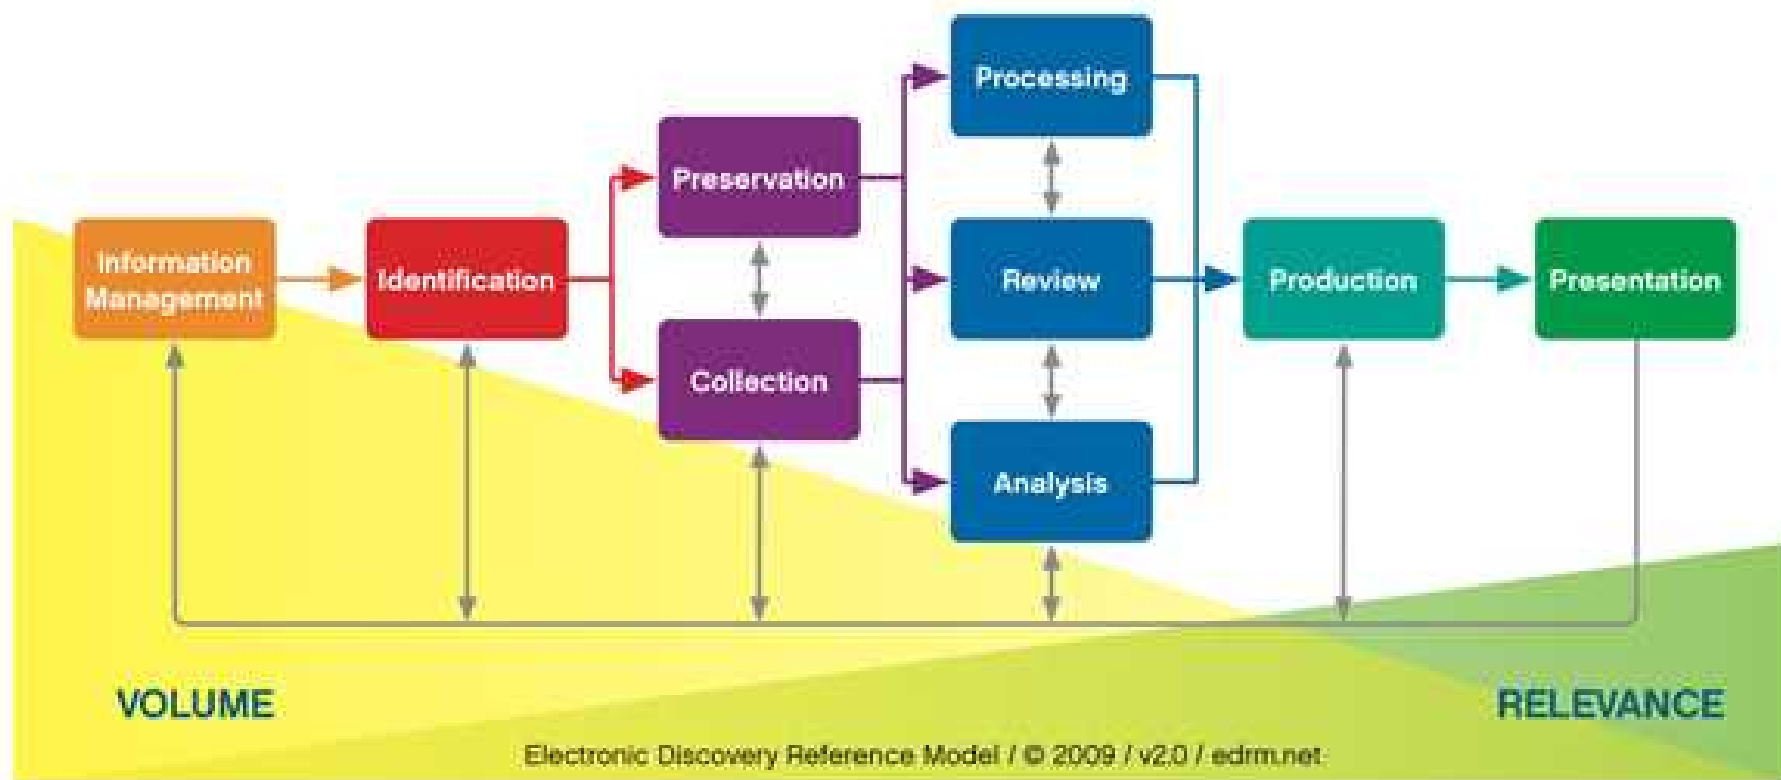 Information
Management
Identification
Preservation
Collection
Processing
Review
Analysis
Production
Presentation
VOLUME
RELEVANCE
Electronic Discovery Reference Model / © 2009 / v2.0 / edrm.net